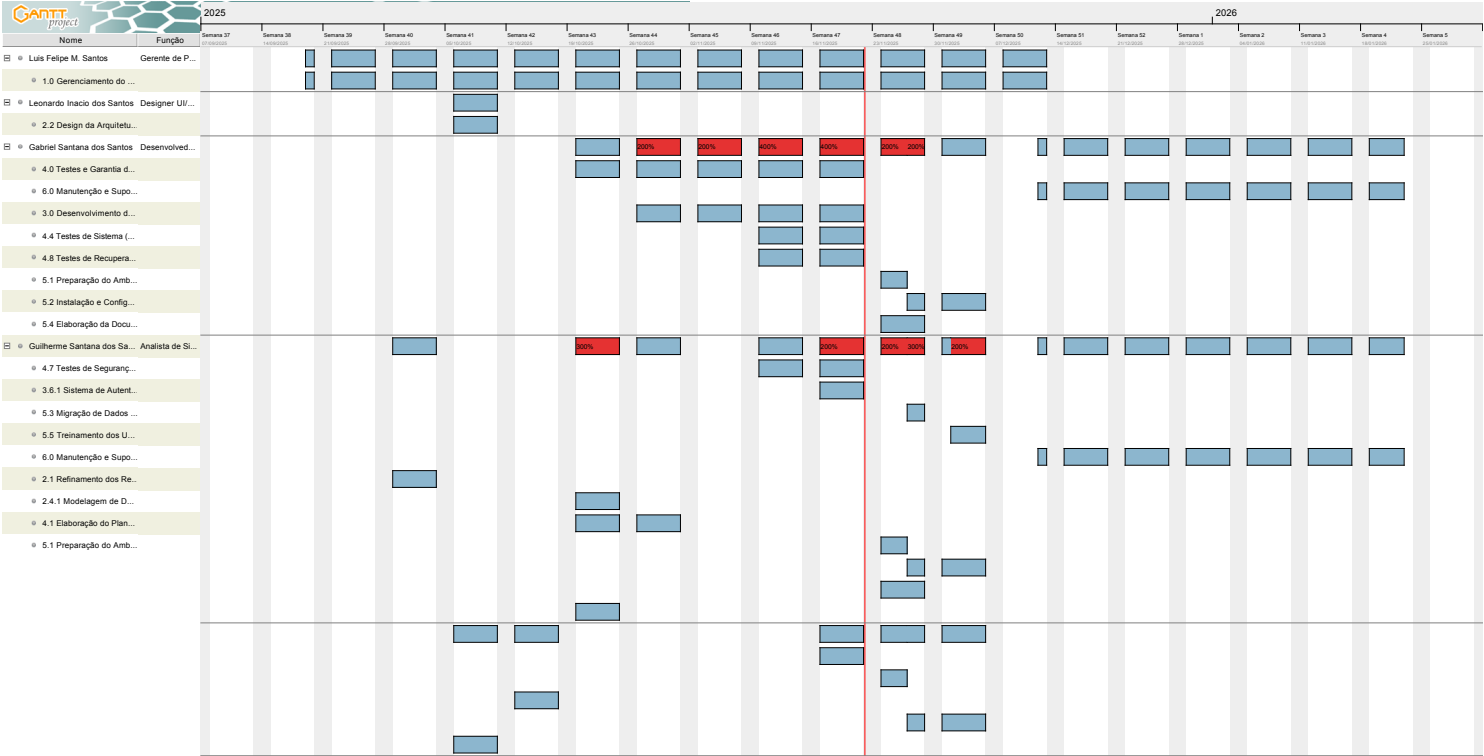 GANTT
project
2025
2026
Nome
Função
Semana 37
Semana 38
Semana 39
Semana 40
Semana 41
Semana 42
Semana 43
Semana 44
Semana 45
Semana 46
Semana 47
Semana 48
Semana 49
Semana 50
Semana 51
Semana 52
Semana 1
Semana 2
Semana 3
Semana 4
Semana 5
Luis Felipe M. Santos Gerente de P...
1.0 Gerenciamento do ...
Leonardo Inacio dos Santos Designer UI/...
2.2 Design da Arquitetu...
Gabriel Santana dos Santos Desenvolved... 200% 200% 400% 400% 200% 200%
4.0 Testes e Garantia d...
6.0 Manutenção e Supo...
3.0 Desenvolvimento d...
4.4 Testes de Sistema (...
4.8 Testes de Recupera...
5.1 Preparação do Amb...
5.2 Instalação e Config...
5.4 Elaboração da Docu...
Guilherme Santana dos Sa... Analista de Si... 300% 200% 200% 300% 200%
4.7 Testes de Seguranç...
3.6.1 Sistema de Autent...
5.3 Migração de Dados ...
5.5 Treinamento dos U...
6.0 Manutenção e Supo...
2.1 Refinamento dos Re...
2.4.1 Modelagem de D...
4.1 Elaboração do Plan...
5.1 Preparação do Amb...